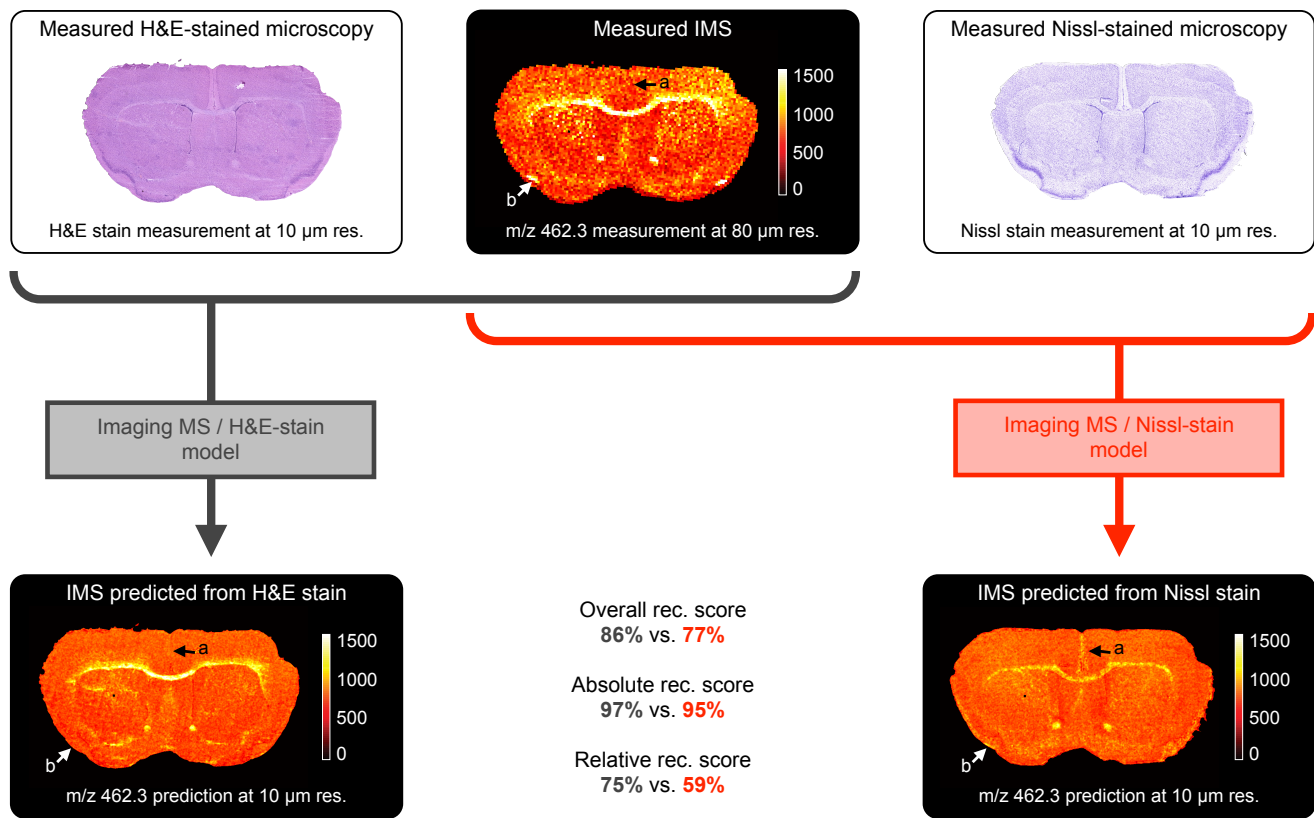 Measured H&E-stained microscopy
H&E stain measurement at 10 µm res.
Measured IMS
a
1500
1000
500
0
b
m/z 462.3 measurement at 80 µm res.
Measured Nissl-stained microscopy
Nissl stain measurement at 10 µm res.
Imaging MS / H&E-stain
model
Imaging MS / Nissl-stain
model
IMS predicted from H&E stain
a
1500
1000
500
0
b
m/z 462.3 prediction at 10 µm res.
Overall rec. score
86% vs. 77%
Absolute rec. score
97% vs. 95%
Relative rec. score
75% vs. 59%
IMS predicted from Nissl stain
a
1500
1000
500
0
b
m/z 462.3 prediction at 10 µm res.